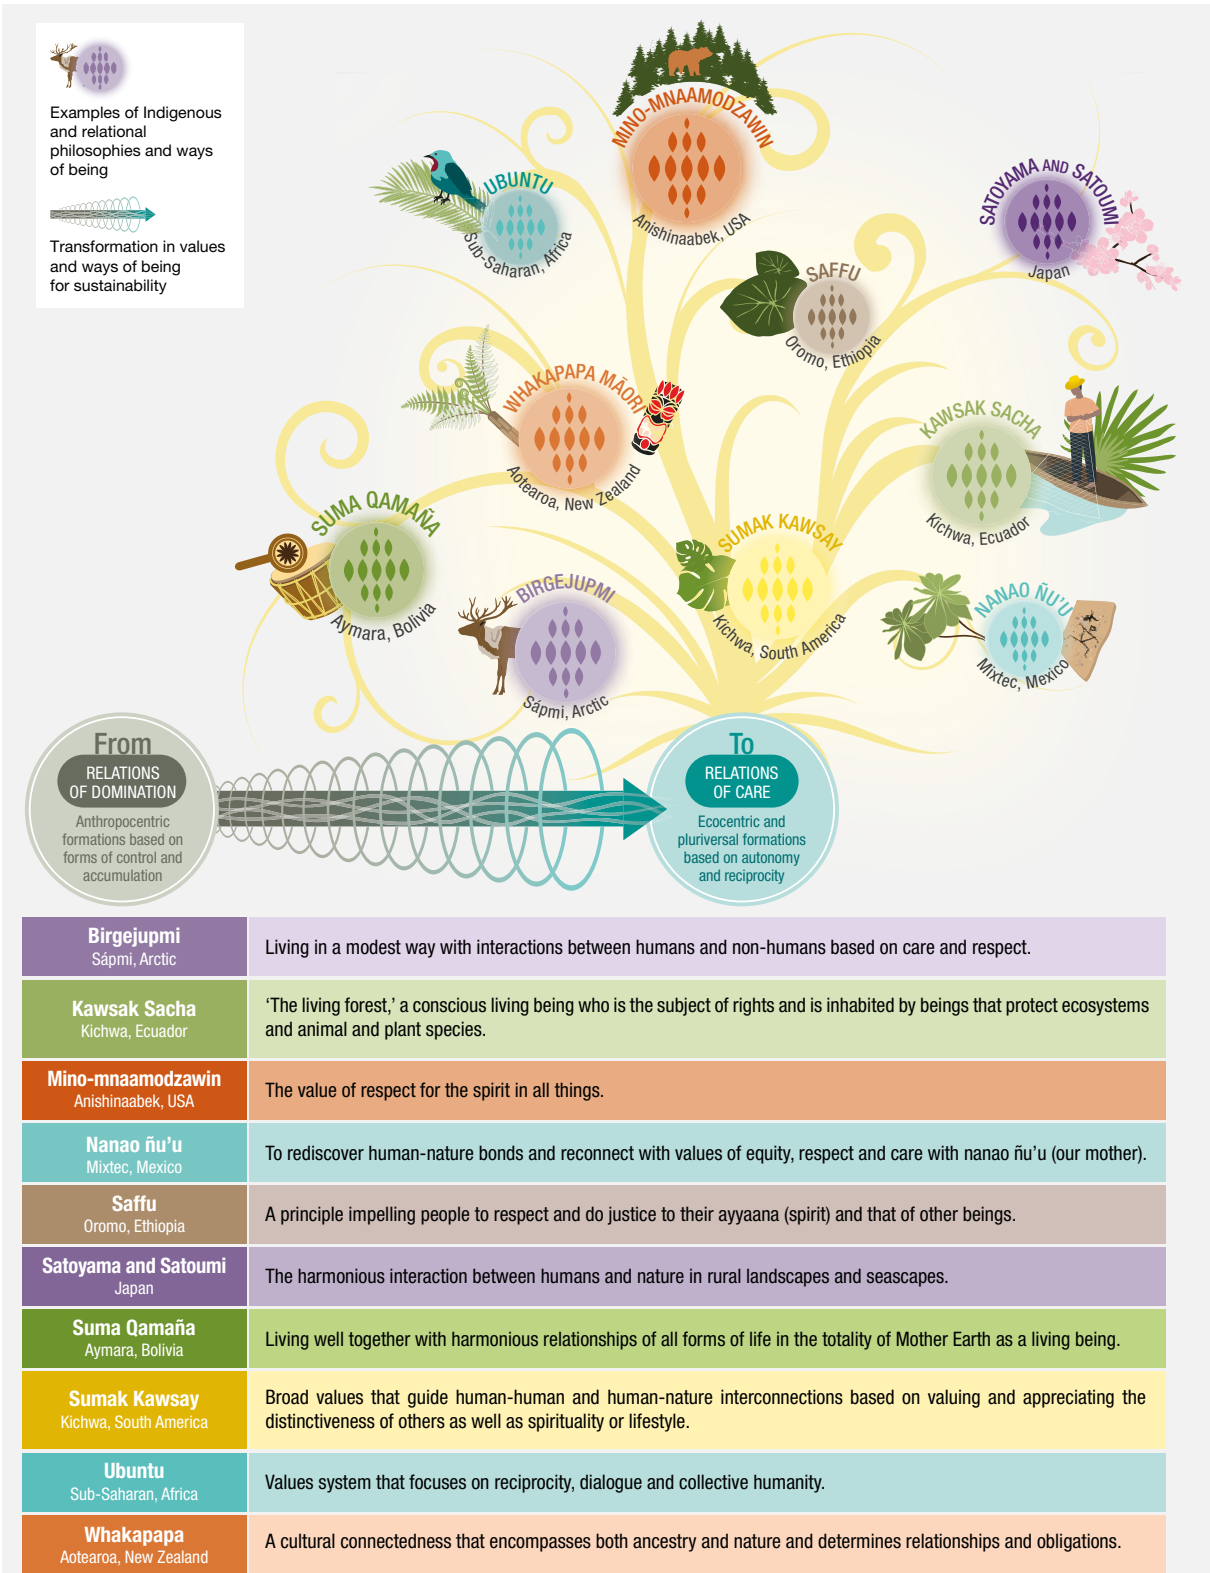 Examples of Indigenous
and relational
philosophies and ways
of being
Transformation in values
and ways of being
for sustainability
MINO-MNAAMODZAWIN
Anishinaabek, USA
UBUNTU
Sub-Saharan, Africa
SATOYAMA AND SATOUMI
Japan
SAFFU
Oromo, Ethiopia
WHAKAPAPA MĀORI
Aotearoa, New Zealand
KAWSAK SACHA
Kichwa, Ecuador
SUMA QAMAÑA
Aymara, Bolivia
SUMAK KAWSAY
Kichwa, South America
BIRGEJUPMI
Sápmi, Arctic
NANAO ÑU'U
Mixtec, Mexico
From
RELATIONS
OF DOMINATION
Anthropocentric
formations based on
forms of control and
accumulation
To
RELATIONS
OF CARE
Ecocentric and
pluriversal formations
based on autonomy
and reciprocity
Birgejupmi
Sápmi, Arctic
Living in a modest way with interactions between humans and non-humans based on care and respect.
Kawsak Sacha
Kichwa, Ecuador
‘The living forest,’ a conscious living being who is the subject of rights and is inhabited by beings that protect ecosystems
and animal and plant species.
Mino-mnaamodzawin
Anishinaabek, USA
The value of respect for the spirit in all things.
Nanao ñu’u
Mixtec, Mexico
To rediscover human-nature bonds and reconnect with values of equity, respect and care with nanao ñu’u (our mother).
Saffu
Oromo, Ethiopia
A principle impelling people to respect and do justice to their ayyaana (spirit) and that of other beings.
Satoyama and Satoumi
Japan
The harmonious interaction between humans and nature in rural landscapes and seascapes.
Suma Qamaña
Aymara, Bolivia
Living well together with harmonious relationships of all forms of life in the totality of Mother Earth as a living being.
Sumak Kawsay
Kichwa, South America
Broad values that guide human-human and human-nature interconnections based on valuing and appreciating the
distinctiveness of others as well as spirituality or lifestyle.
Ubuntu
Sub-Saharan, Africa
Values system that focuses on reciprocity, dialogue and collective humanity.
Whakapapa
Aotearoa, New Zealand
A cultural connectedness that encompasses both ancestry and nature and determines relationships and obligations.